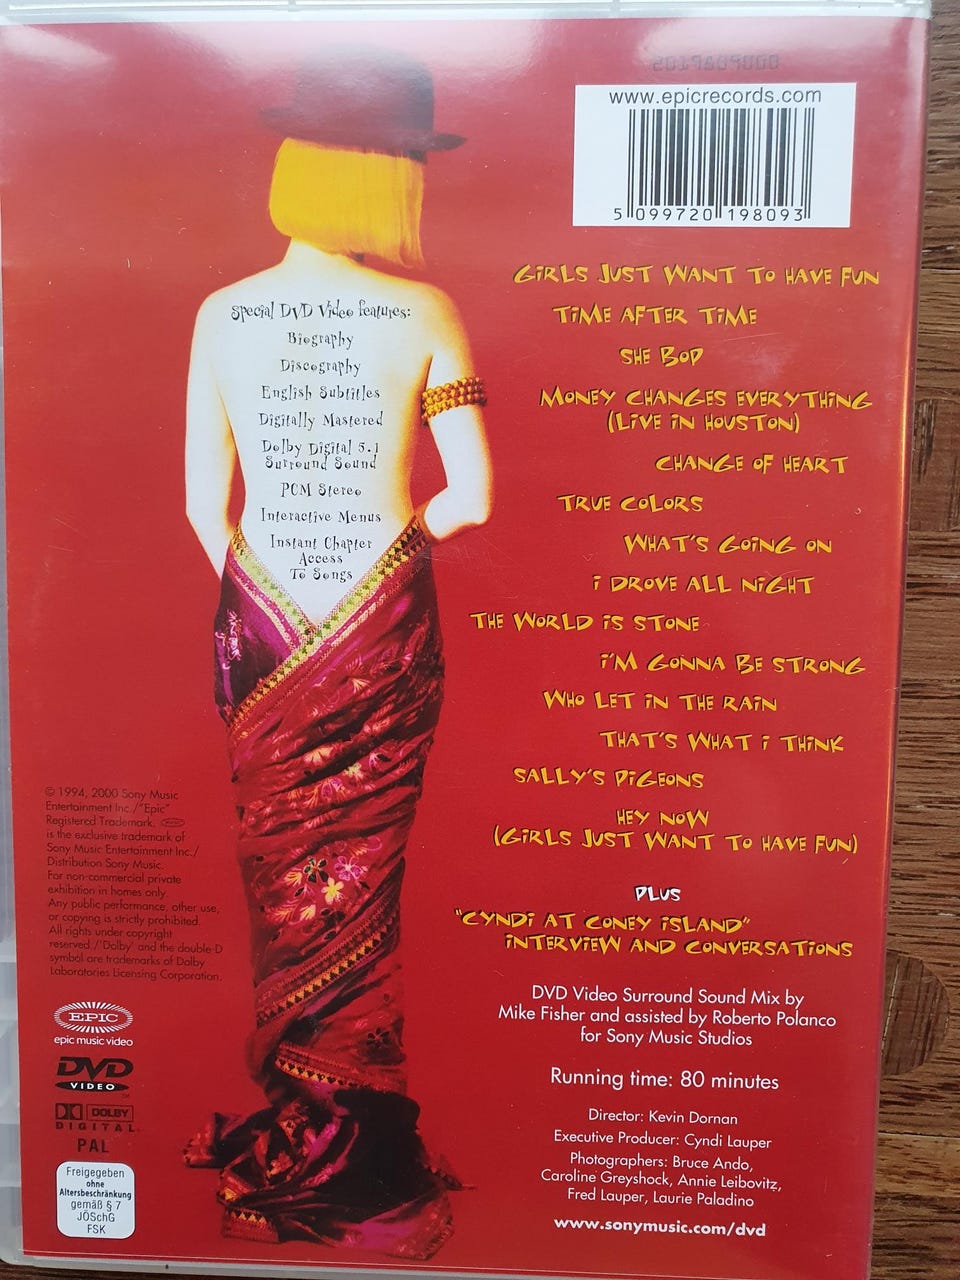 www.epicrecords.com
5 099720 198093
GiRLS JUST WANT TO HAVE FUN
TiME AFTER TiME
SHE BOP
MONEY CHANGES EVERYTHiNG
(LiVE iN HOUSTON)
CHANGE OF HEART
TRUE COLORS
WHAT'S GOiNG ON
i DROVE ALL NiGHT
THE WORLD iS STONE
i'M GONNA BE STRONG
WHO LET iN THE RAiN
THAT'S WHAT i THiNK
SALLY'S PiGEONS
HEY NOW
(GiRLS JUST WANT TO HAVE FUN)
PLUS
"CYNDi AT CONEY iSLAND"
iNTERViEW AND CONVERSATiONS
DVD Video Surround Sound Mix by
Mike Fisher and assisted by Roberto Polanco
for Sony Music Studios
Running time: 80 minutes
Director: Kevin Dornan
Executive Producer: Cyndi Lauper
Photographers: Bruce Ando,
Caroline Greyshock, Annie Leibovitz,
Fred Lauper, Laurie Paladino
www.sonymusic.com/dvd
Special DVD Video features:
Biography
Discography
English Subtitles
Digitally Mastered
Dolby Digital 5.1
Surround Sound
PCM Stereo
Interactive Menus
Instant Chapter
Access
To Songs
© 1994, 2000 Sony Music
Entertainment Inc./"Epic"
Registered Trademark.
is the exclusive trademark of
Sony Music Entertainment Inc./
Distribution Sony Music.
For non-commercial private
exhibition in homes only.
Any public performance, other use,
or copying is strictly prohibited.
All rights under copyright
reserved./'Dolby' and the double-D
symbol are trademarks of Dolby
Laboratories Licensing Corporation.
EPIC
epic music video
DVD
VIDEO
DOLBY
DIGITAL
PAL
Freigegeben
ohne
Altersbeschränkung
gemäß § 7
JÖSchG
FSK